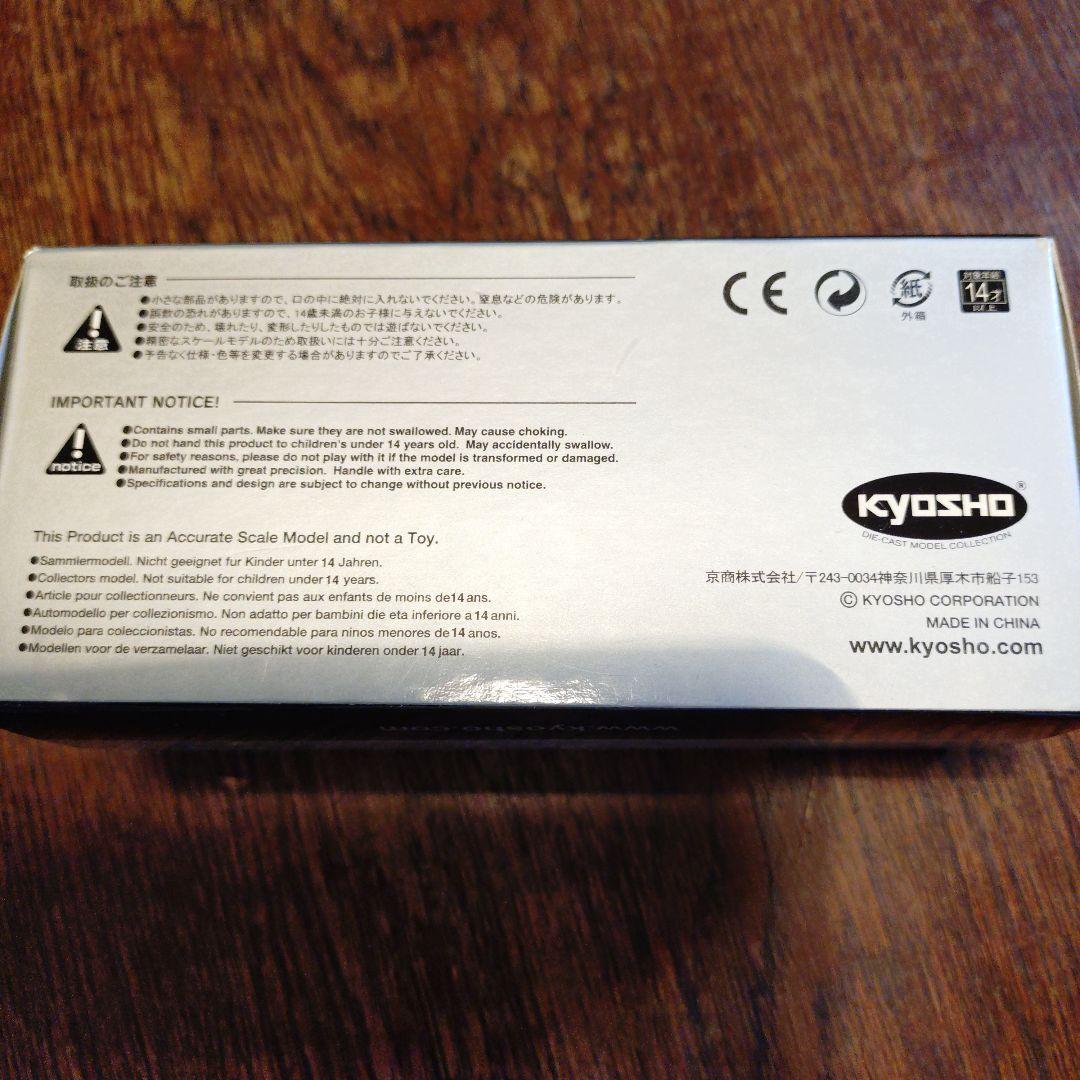 取扱のご注意
注意
●小さな部品がありますので、口の中に絶対に入れないでください。窒息などの危険があります。
●誤飲の恐れがありますので、14歳未満のお子様に与えないでください。
●安全のため、壊れたり、変形したりしたものでは遊ばないでください。
●精密なスケールモデルのため取扱いには十分ご注意ください。
●予告なく仕様・色等を変更する場合がありますのでご了承ください。
CE
紙
外箱
対象年齢
14才
以上
IMPORTANT NOTICE!
notice
●Contains small parts. Make sure they are not swallowed. May cause choking.
●Do not hand this product to children's under 14 years old. May accidentally swallow.
●For safety reasons, please do not play with it if the model is transformed or damaged.
●Manufactured with great precision. Handle with extra care.
●Specifications and design are subject to change without previous notice.
This Product is an Accurate Scale Model and not a Toy.
●Sammlermodell. Nicht geeignet fur Kinder unter 14 Jahren.
●Collectors model. Not suitable for children under 14 years.
●Article pour collectionneurs. Ne convient pas aux enfants de moins de14 ans.
●Automodello per collezionismo. Non adatto per bambini die eta inferiore a 14 anni.
●Modelo para coleccionistas. No recomendable para ninos menores de 14 anos.
●Modellen voor de verzamelaar. Niet geschikt voor kinderen onder 14 jaar.
KYOSHO®
DIE-CAST MODEL COLLECTION
京商株式会社/〒243-0034神奈川県厚木市船子153
© KYOSHO CORPORATION
MADE IN CHINA
www.kyosho.com
www.kyosho.com